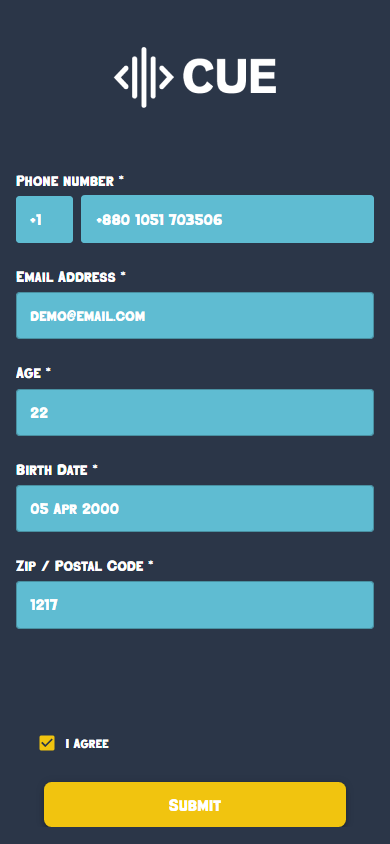 CUE
Phone number *
+1
+880 1051 703506
Email Address *
demo@email.com
Age *
22
Birth Date *
05 Apr 2000
Zip / Postal Code *
1217
I Agree
Submit